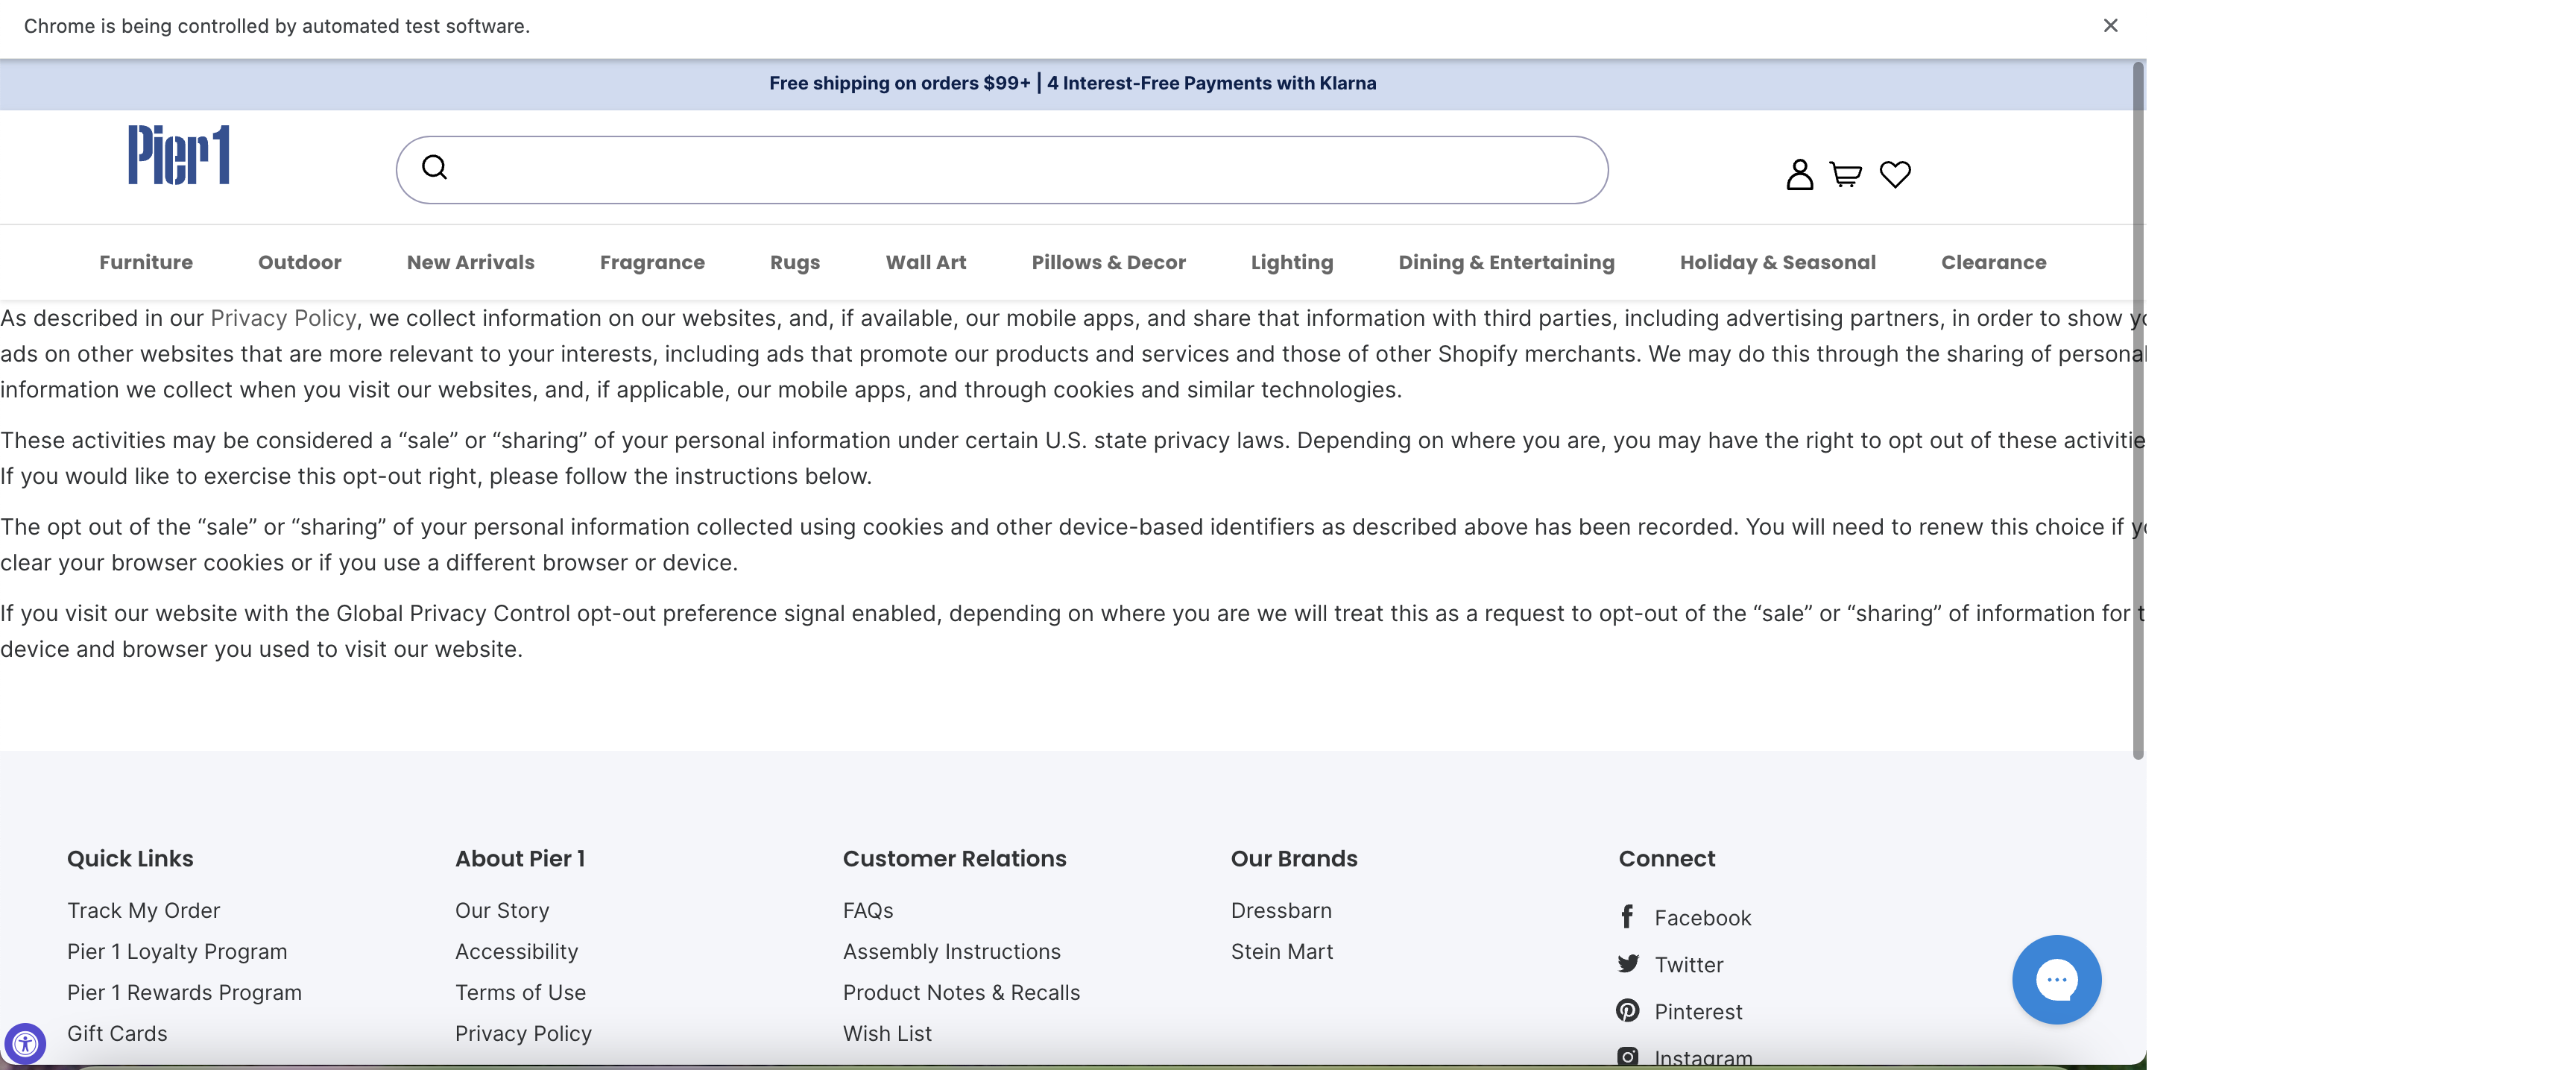 Chrome is being controlled by automated test software.
Free shipping on orders $99+ | 4 Interest-Free Payments with Klarna
Pier 1
Furniture Outdoor New Arrivals Fragrance Rugs Wall Art Pillows & Decor Lighting Dining & Entertaining Holiday & Seasonal Clearance
As described in our Privacy Policy, we collect information on our websites, and, if available, our mobile apps, and share that information with third parties, including advertising partners, in order to show
ads on other websites that are more relevant to your interests, including ads that promote our products and services and those of other Shopify merchants. We may do this through the sharing of personal
information we collect when you visit our websites, and, if applicable, our mobile apps, and through cookies and similar technologies.
These activities may be considered a “sale” or “sharing” of your personal information under certain U.S. state privacy laws. Depending on where you are, you may have the right to opt out of these activitie
If you would like to exercise this opt-out right, please follow the instructions below.
The opt out of the “sale” or “sharing” of your personal information collected using cookies and other device-based identifiers as described above has been recorded. You will need to renew this choice if
clear your browser cookies or if you use a different browser or device.
If you visit our website with the Global Privacy Control opt-out preference signal enabled, depending on where you are we will treat this as a request to opt-out of the “sale” or “sharing” of information for
device and browser you used to visit our website.
Quick Links
Track My Order
Pier 1 Loyalty Program
Pier 1 Rewards Program
Gift Cards
About Pier 1
Our Story
Accessibility
Terms of Use
Privacy Policy
Customer Relations
FAQs
Assembly Instructions
Product Notes & Recalls
Wish List
Our Brands
Dressbarn
Stein Mart
Connect
Facebook
Twitter
Pinterest
Instagram